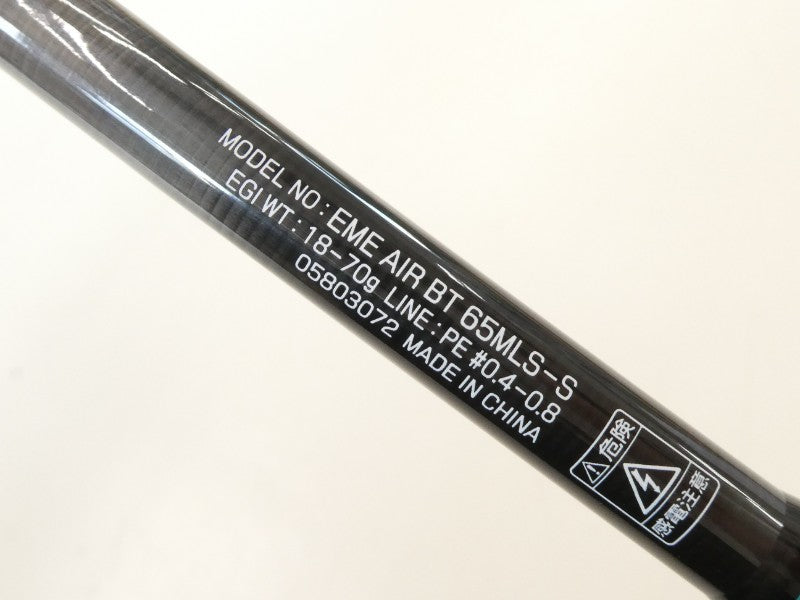 MODEL NO : EME AIR BT 65MLS-S
EGI WT : 18-70g LINE : PE #0.4-0.8
05803072 MADE IN CHINA
危険
感電注意